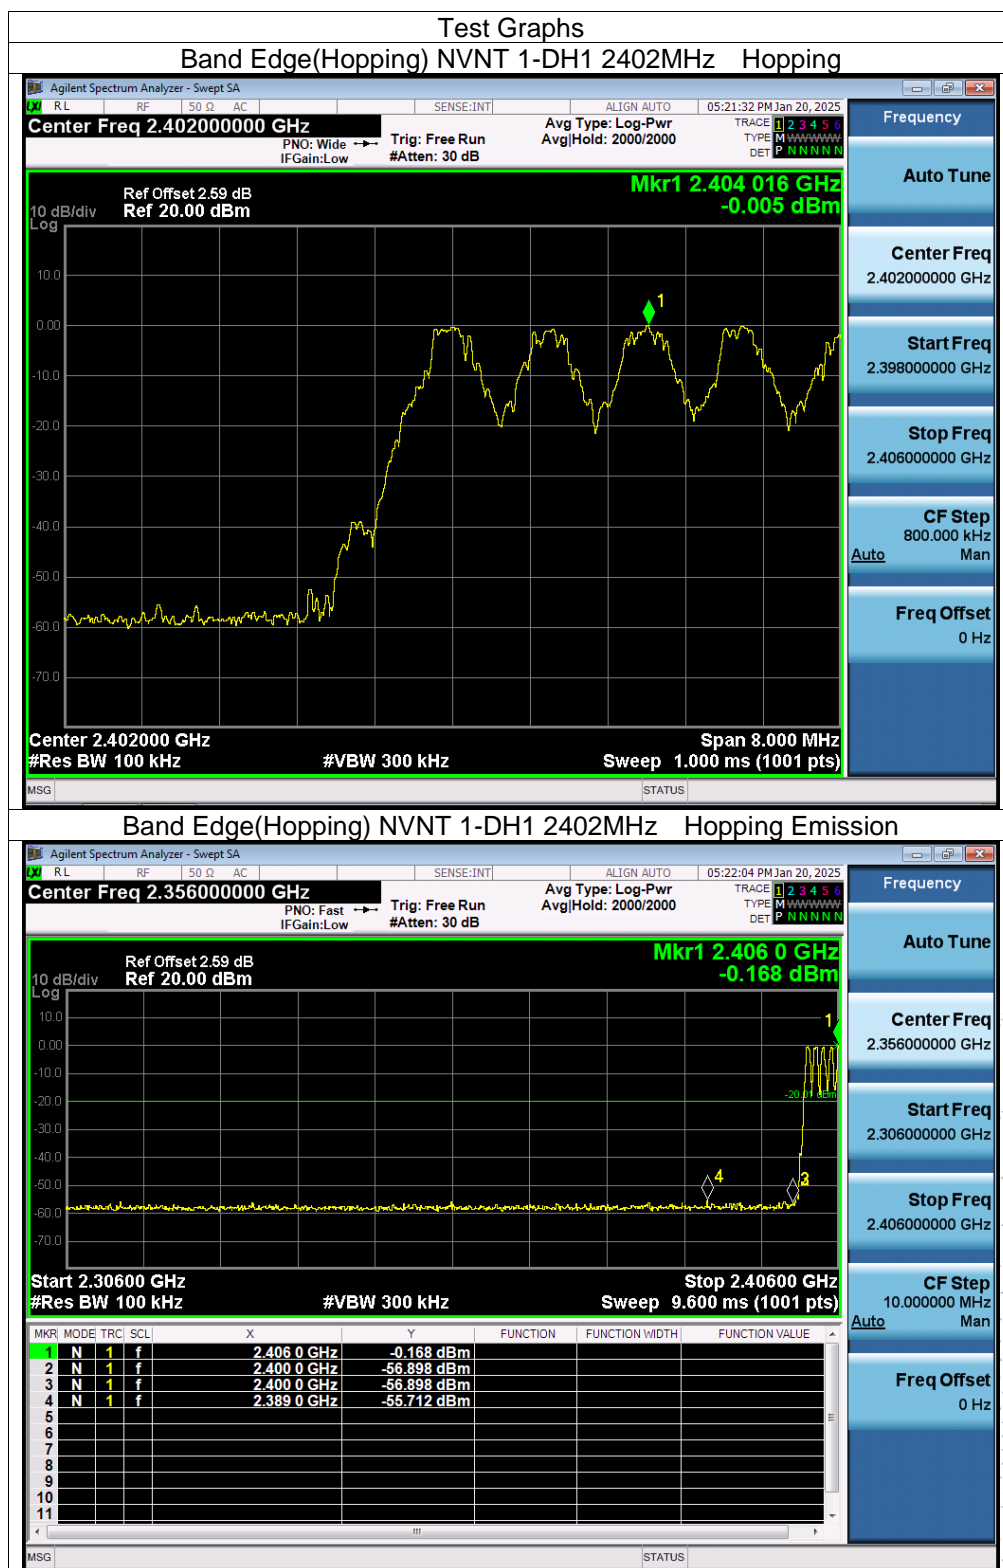 Test Graphs
Band Edge(Hopping) NVNT 1-DH1 2402MHz Hopping
Agilent Spectrum Analyzer - Swept SA
LXI RL RF 50 Ω AC SENSE:INT ALIGN AUTO 05:21:32 PM Jan 20, 2025
Center Freq 2.402000000 GHz
PNO: Wide
IFGain:Low
Trig: Free Run
#Atten: 30 dB
Avg Type: Log-Pwr
Avg|Hold: 2000/2000
TRACE 1 2 3 4 5 6
TYPE M WWWWW
DET P N N N N N
Frequency
Auto Tune
Center Freq
2.402000000 GHz
Start Freq
2.398000000 GHz
Stop Freq
2.406000000 GHz
CF Step
800.000 kHz
Auto Man
Freq Offset
0 Hz
Mkr1 2.404 016 GHz
-0.005 dBm
Ref Offset 2.59 dB
10 dB/div Ref 20.00 dBm
Log
1
10.0
0.00
-10.0
-20.0
-30.0
-40.0
-50.0
-60.0
-70.0
Center 2.402000 GHz Span 8.000 MHz
#Res BW 100 kHz #VBW 300 kHz Sweep 1.000 ms (1001 pts)
MSG STATUS
Band Edge(Hopping) NVNT 1-DH1 2402MHz Hopping Emission
Agilent Spectrum Analyzer - Swept SA
LXI RL RF 50 Ω AC SENSE:INT ALIGN AUTO 05:22:04 PM Jan 20, 2025
Center Freq 2.356000000 GHz
PNO: Fast
IFGain:Low
Trig: Free Run
#Atten: 30 dB
Avg Type: Log-Pwr
Avg|Hold: 2000/2000
TRACE 1 2 3 4 5 6
TYPE M WWWWW
DET P N N N N N
Frequency
Auto Tune
Center Freq
2.356000000 GHz
Start Freq
2.306000000 GHz
Stop Freq
2.406000000 GHz
CF Step
10.000000 MHz
Auto Man
Freq Offset
0 Hz
Mkr1 2.406 0 GHz
-0.168 dBm
Ref Offset 2.59 dB
10 dB/div Ref 20.00 dBm
Log
10.0
0.00
-10.0
-20.0
-30.0
-40.0
-50.0
-60.0
-70.0
1
-20.01 dBm
4
3
Start 2.30600 GHz Stop 2.40600 GHz
#Res BW 100 kHz #VBW 300 kHz Sweep 9.600 ms (1001 pts)
MKR MODE TRC SCL X Y FUNCTION FUNCTION WIDTH FUNCTION VALUE
1 N 1 f 2.406 0 GHz -0.168 dBm
2 N 1 f 2.400 0 GHz -56.898 dBm
3 N 1 f 2.400 0 GHz -56.898 dBm
4 N 1 f 2.389 0 GHz -55.712 dBm
5
6
7
8
9
10
11
MSG STATUS